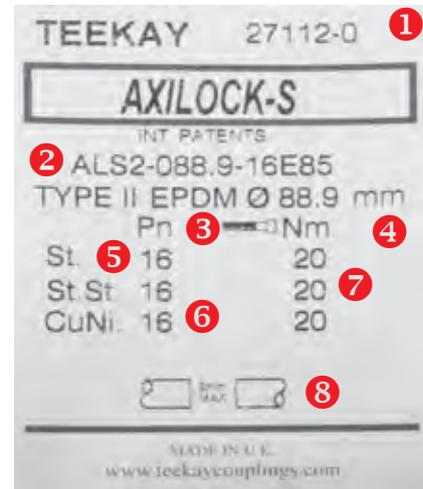 TEEKAY 27112-0 1
AXILOCK-S
INT PATENTS
2 ALS2-088.9-16E85
TYPE II EPDM Ø 88.9 mm
Pn 3 Nm 4
St. 5 16 20
St.St 16 20 7
CuNi. 16 6 20
MAX 8
MADE IN U.K.
www.teekaycouplings.com